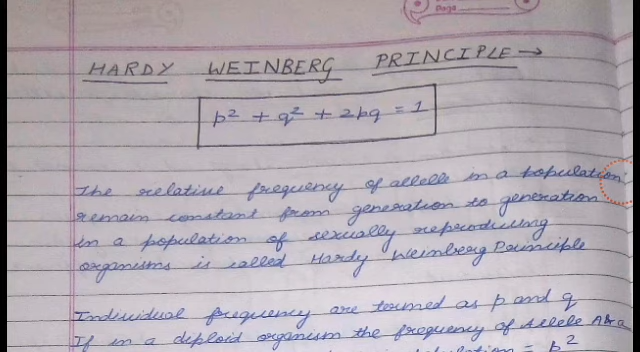 Page
HARDY WEINBERG PRINCIPLE →
p² + q² + 2pq = 1
The relative frequency of allele in a population
remain constant from generation to generation
in a population of sexually reproducing
organisms is called Hardy Weinberg Principle
Individual frequency are termed as p and q
If in a diploid organism the frequency of Allele A & a
= p²